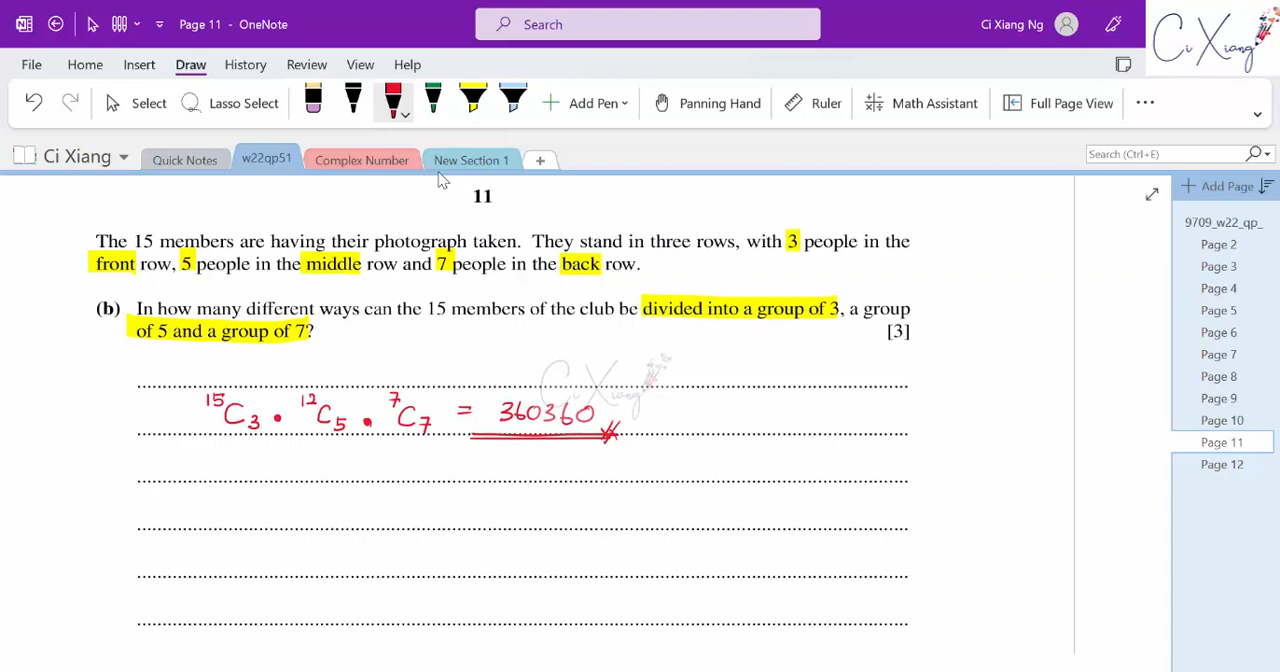 Page 11 - OneNote
Search
Ci Xiang Ng
Ci Xiang
File Home Insert Draw History Review View Help
Select Lasso Select Add Pen Panning Hand Ruler Math Assistant Full Page View
Ci Xiang Quick Notes w22qp51 Complex Number New Section 1 Search (Ctrl+E)
11
The 15 members are having their photograph taken. They stand in three rows, with 3 people in the
front row, 5 people in the middle row and 7 people in the back row.
(b) In how many different ways can the 15 members of the club be divided into a group of 3, a group
of 5 and a group of 7? [3]
Ci Xiang
¹⁵C₃ · ¹²C₅ · ⁷C₇ = 360360
Add Page
9709_w22_qp_
Page 2
Page 3
Page 4
Page 5
Page 6
Page 7
Page 8
Page 9
Page 10
Page 11
Page 12